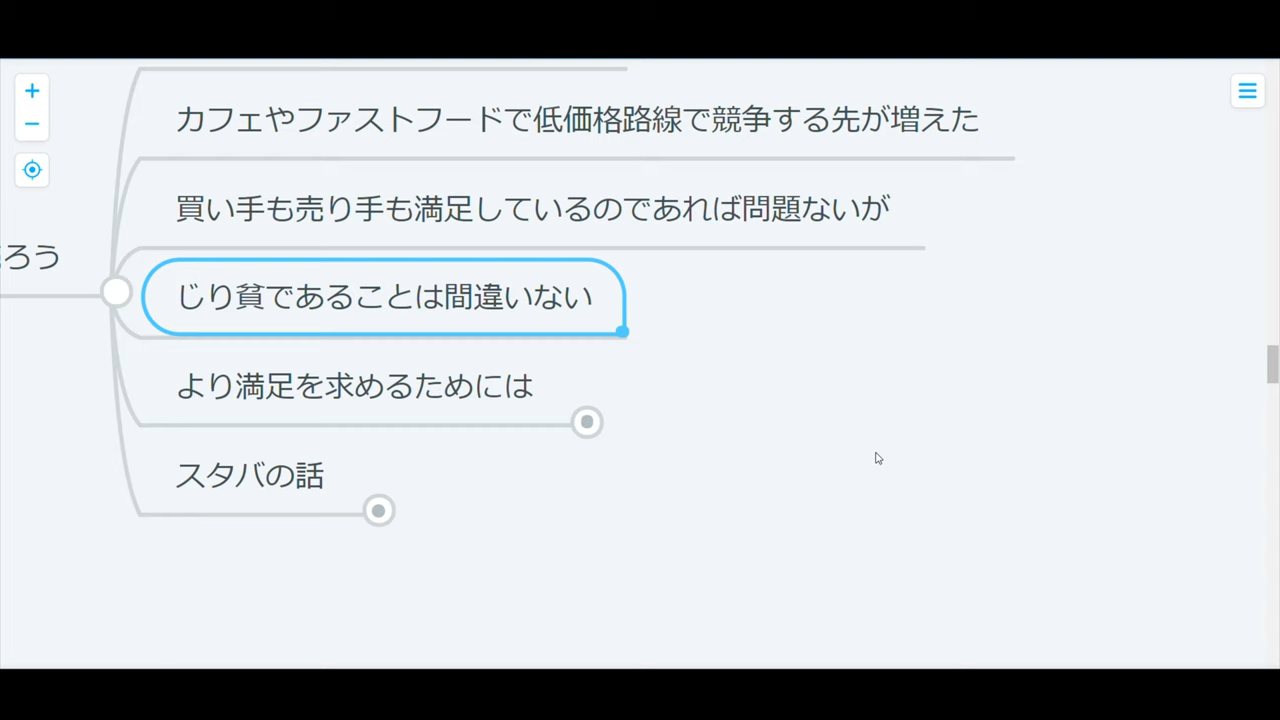 カフェやファストフードで低価格路線で競争する先が増えた
買い手も売り手も満足しているのであれば問題ないが
ろう
じり貧であることは間違いない
より満足を求めるためには
スタバの話